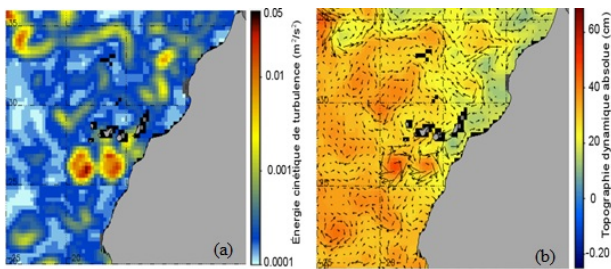 0.05
0.01
0.001
0.0001
Énergie cinétique de turbulence (m²/s²)
(a)
60
40
20
0
-0.20
Topographie dynamique absolue (cm)
(b)